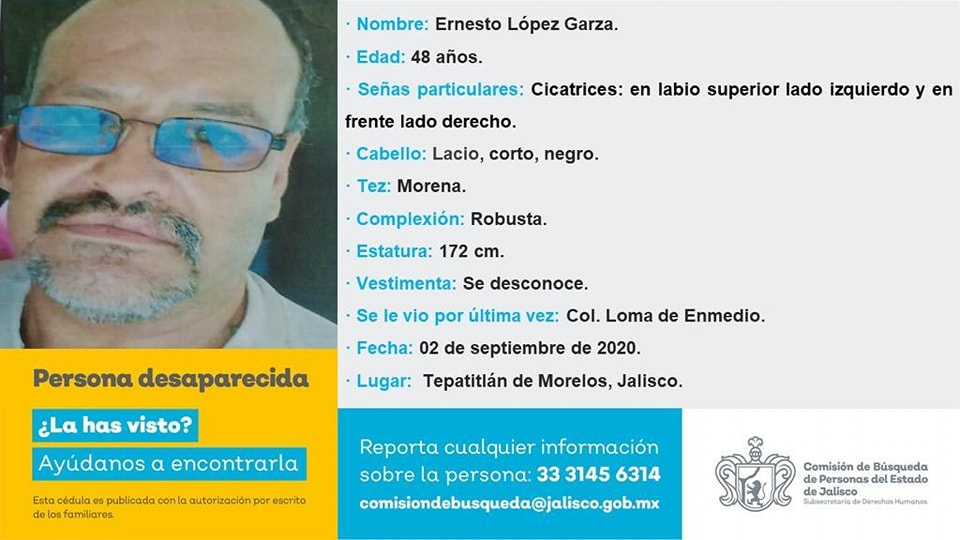 · Nombre: Ernesto López Garza.
· Edad: 48 años.
· Señas particulares: Cicatrices: en labio superior lado izquierdo y en
frente lado derecho.
· Cabello: Lacio, corto, negro.
· Tez: Morena.
· Complexión: Robusta.
· Estatura: 172 cm.
· Vestimenta: Se desconoce.
· Se le vio por última vez: Col. Loma de Enmedio.
· Fecha: 02 de septiembre de 2020.
· Lugar: Tepatitlán de Morelos, Jalisco.
Persona desaparecida
¿La has visto?
Ayúdanos a encontrarla
Esta cédula es publicada con la autorización por escrito
de los familiares.
Reporta cualquier información
sobre la persona: 33 3145 6314
comisiondebusqueda@jalisco.gob.mx
Comisión de Búsqueda
de Personas del Estado
de Jalisco
Subsecretaría de Derechos Humanos